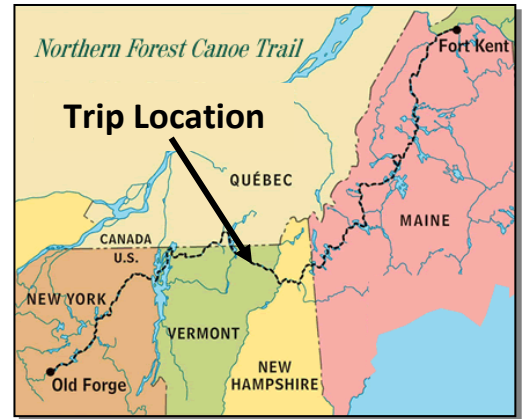 Northern Forest Canoe Trail
Fort Kent
Trip Location
QUÉBEC
MAINE
CANADA
U.S.
NEW YORK
VERMONT
NEW
HAMPSHIRE
Old Forge